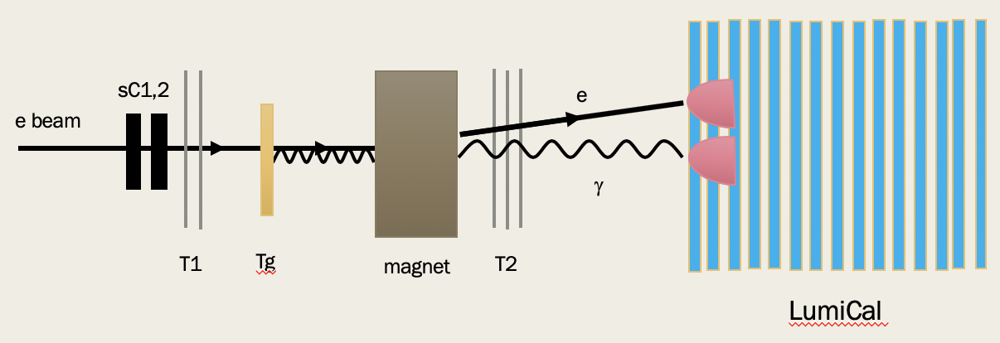 sC1,2
e beam
e
γ
T1
Tg
magnet
T2
LumiCal